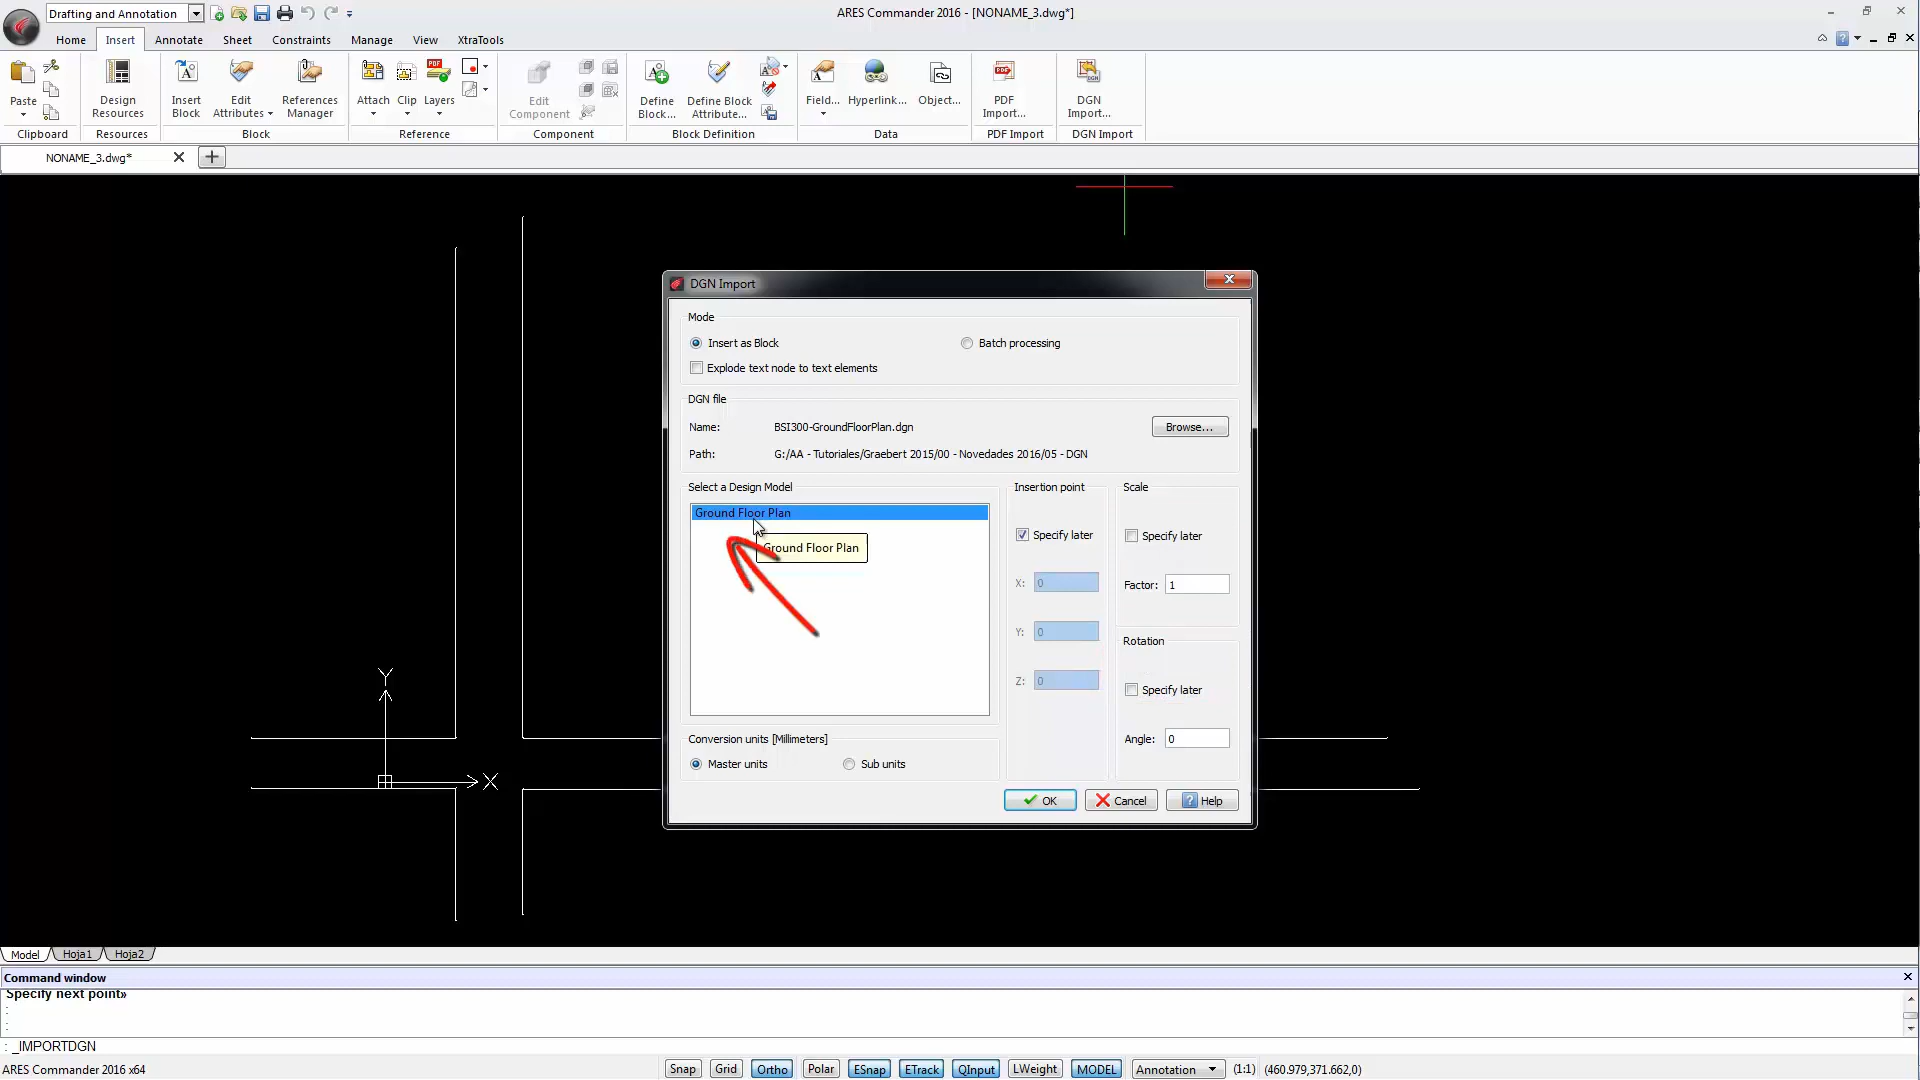 Drafting and Annotation
ARES Commander 2016 - [NONAME_3.dwg*]
Home Insert Annotate Sheet Constraints Manage View XtraTools
Paste
Clipboard
Design Resources
Resources
Insert Block
Edit Attributes
References Manager
Block
Attach Clip Layers
Reference
Edit Component
Component
Define Block...
Define Block Attribute...
Block Definition
Field... Hyperlink... Object...
Data
PDF Import...
PDF Import
DGN Import...
DGN Import
NONAME_3.dwg*
DGN Import
Mode
Insert as Block Batch processing
Explode text node to text elements
DGN file
Name: BSI300-GroundFloorPlan.dgn Browse...
Path: G:/AA - Tutoriales/Graebert 2015/00 - Novedades 2016/05 - DGN
Select a Design Model
Ground Floor Plan
Ground Floor Plan
Insertion point
Specify later
X: 0
Y: 0
Z: 0
Scale
Specify later
Factor: 1
Rotation
Specify later
Angle: 0
Conversion units [Millimeters]
Master units Sub units
OK Cancel Help
Y
X
Model Hoja1 Hoja2
Command window
Specify next point»
:
:
: _IMPORTDGN
ARES Commander 2016 x64 Snap Grid Ortho Polar ESnap ETrack QInput LWeight MODEL Annotation (1:1) (460.979,371.662,0)